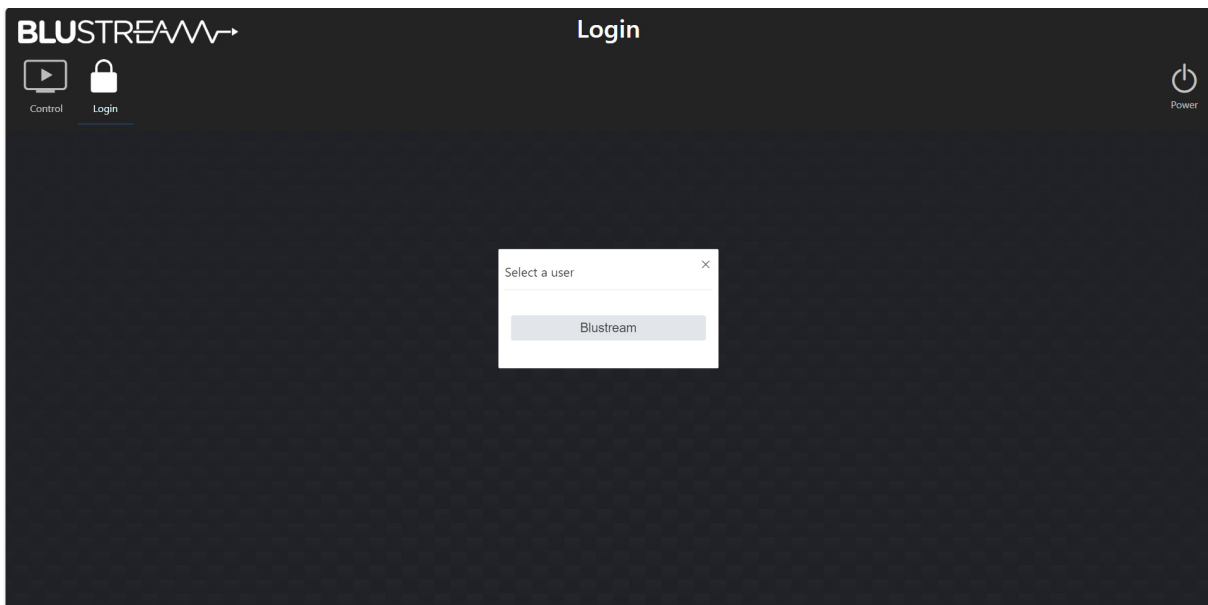 BLUSTREAM
Login
Control
Login
Power
Select a user
Blustream